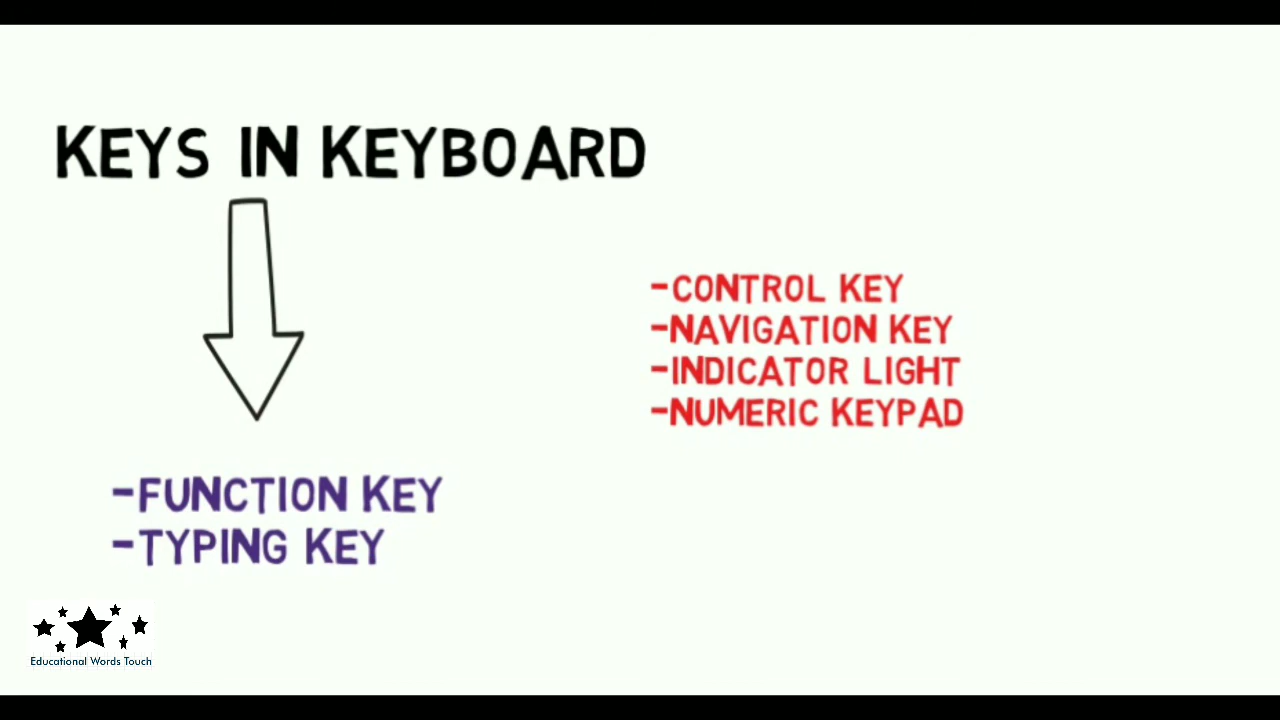 KEYS IN KEYBOARD
-CONTROL KEY
-NAVIGATION KEY
-INDICATOR LIGHT
-NUMERIC KEYPAD
-FUNCTION KEY
-TYPING KEY
Educational Words Touch